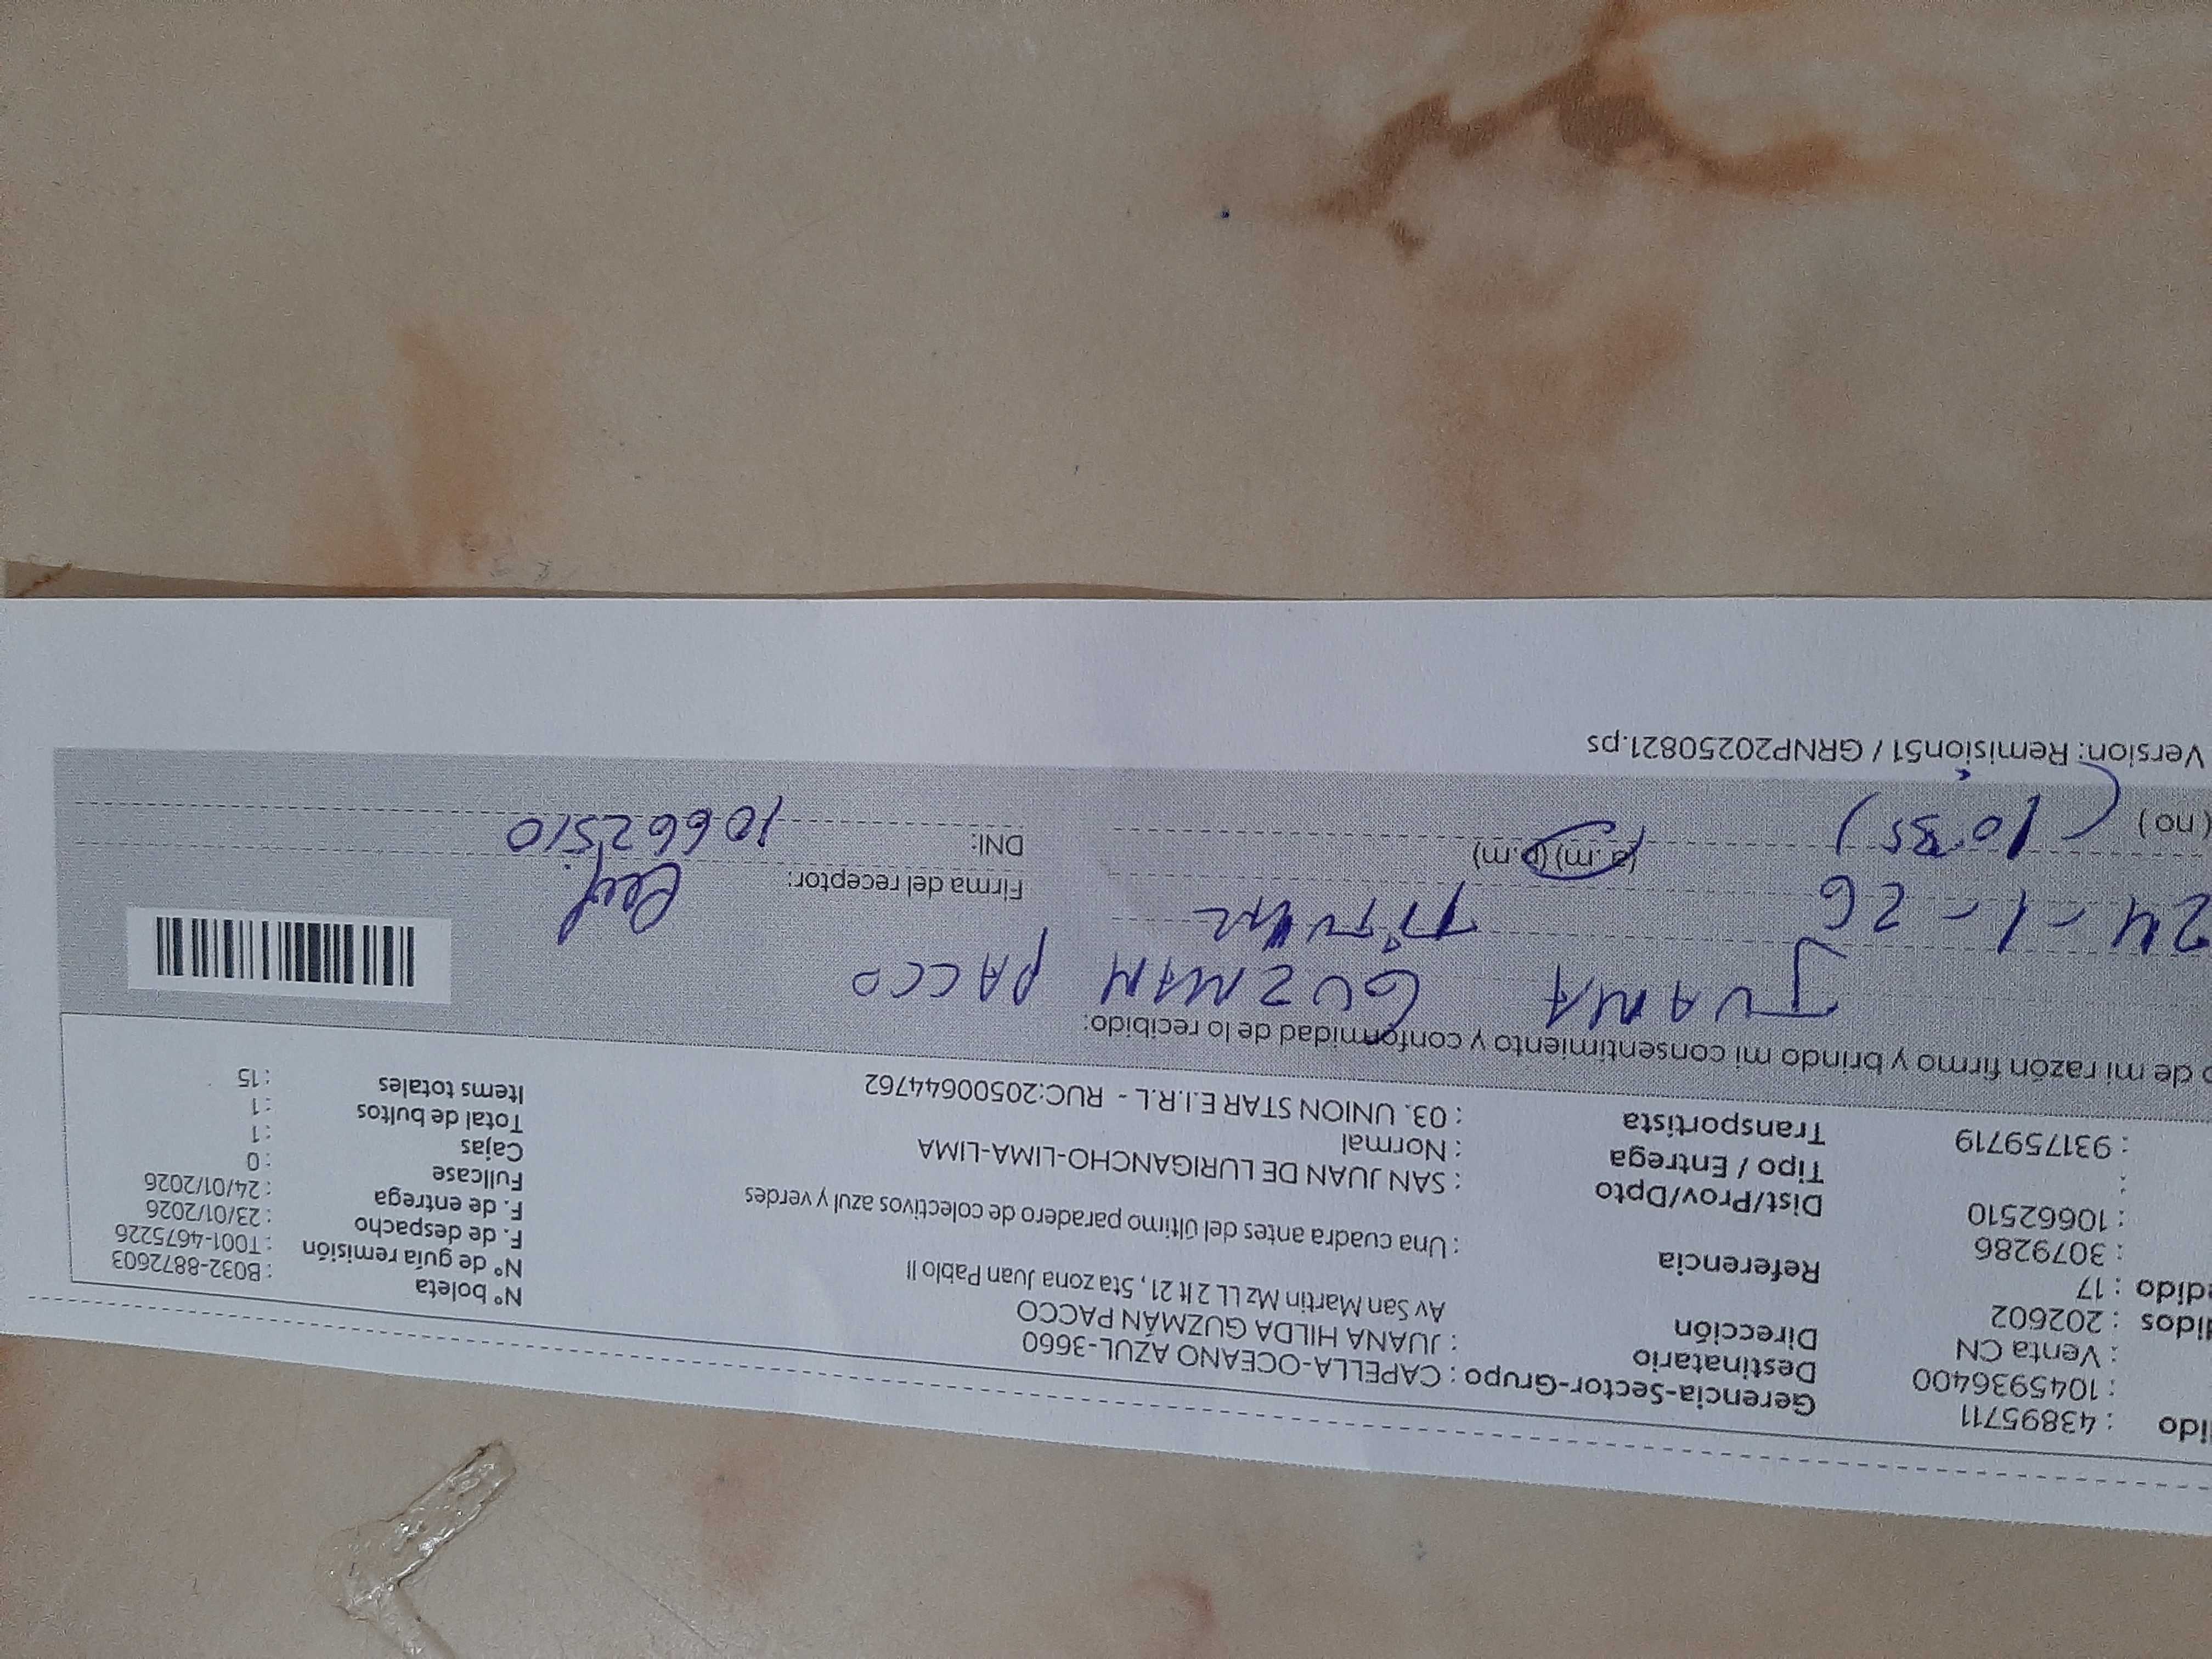 dido : 43895711
: 1045936400
: Venta CN
didos : 202602
edido : 17
: 3079286
: 10662510
:
: 931759719
Gerencia-Sector-Grupo : CAPELLA-OCEANO AZUL-3660
Destinatario : JUANA HILDA GUZMÁN PACCO
Dirección Av San Martin Mz LL 2 lt 21, 5ta zona Juan Pablo II
Referencia : Una cuadra antes del último paradero de colectivos azul y verdes
Dist/Prov/Dpto : SAN JUAN DE LURIGANCHO-LIMA-LIMA
Tipo / Entrega : Normal
Transportista : 03. UNION STAR E.I.R.L - RUC:20500644762
N° boleta : B032-8872603
N° de guía remisión : T001-4675226
F. de despacho : 23/01/2026
F. de entrega : 24/01/2026
Fullcase : 0
Cajas : 1
Total de bultos : 1
Items totales : 15
o de mi razón firmo y brindo mi consentimiento y conformidad de lo recibido:
JUANA GUZMAN PACCO
24-1-26 TITULAR
Firma del receptor:
(no) (10:35) (a.m) (p.m)
DNI: 10662510
Version: Remisión51 / GRNP20250821.ps